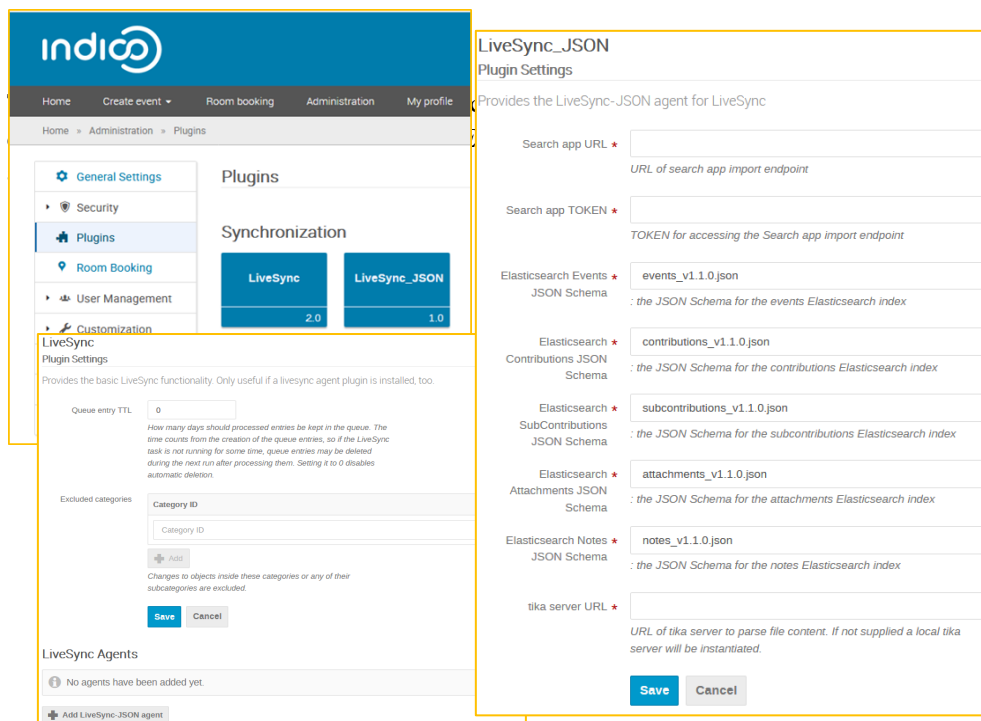 indico
Home Create event Room booking Administration My profile
Home » Administration » Plugins
General Settings
Security
Plugins
Room Booking
User Management
Customization
Plugins
Synchronization
LiveSync
2.0
LiveSync_JSON
1.0
LiveSync
Plugin Settings
Provides the basic LiveSync functionality. Only useful if a livesync agent plugin is installed, too.
Queue entry TTL
0
How many days should processed entries be kept in the queue. The
time counts from the creation of the queue entries, so if the LiveSync
task is not running for some time, queue entries may be deleted
during the next run after processing them. Setting it to 0 disables
automatic deletion.
Excluded categories
Category ID
Category ID
Add
Changes to objects inside these categories or any of their
subcategories are excluded.
Save Cancel
LiveSync Agents
No agents have been added yet.
Add LiveSync-JSON agent
LiveSync_JSON
Plugin Settings
Provides the LiveSync-JSON agent for LiveSync
Search app URL *
URL of search app import endpoint
Search app TOKEN *
TOKEN for accessing the Search app import endpoint
Elasticsearch Events *
JSON Schema
events_v1.1.0.json
: the JSON Schema for the events Elasticsearch index
Elasticsearch *
Contributions JSON
Schema
contributions_v1.1.0.json
: the JSON Schema for the contributions Elasticsearch index
Elasticsearch *
SubContributions
JSON Schema
subcontributions_v1.1.0.json
: the JSON Schema for the subcontributions Elasticsearch index
Elasticsearch *
Attachments JSON
Schema
attachments_v1.1.0.json
: the JSON Schema for the attachments Elasticsearch index
Elasticsearch Notes *
JSON Schema
notes_v1.1.0.json
: the JSON Schema for the notes Elasticsearch index
tika server URL *
URL of tika server to parse file content. If not supplied a local tika
server will be instantiated.
Save Cancel